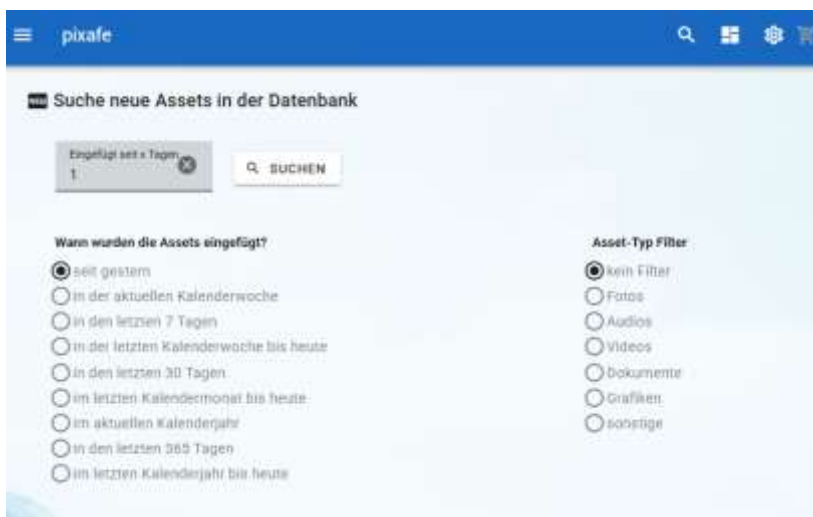 pixafe
Suche neue Assets in der Datenbank
Eingefügt seit x Tagen
1
SUCHEN
Wann wurden die Assets eingefügt?
seit gestern
in der aktuellen Kalenderwoche
in den letzten 7 Tagen
in der letzten Kalenderwoche bis heute
in den letzten 30 Tagen
im letzten Kalendermonat bis heute
im aktuellen Kalenderjahr
in den letzten 365 Tagen
im letzten Kalenderjahr bis heute
Asset-Typ Filter
kein Filter
Fotos
Audios
Videos
Dokumente
Grafiken
sonstige